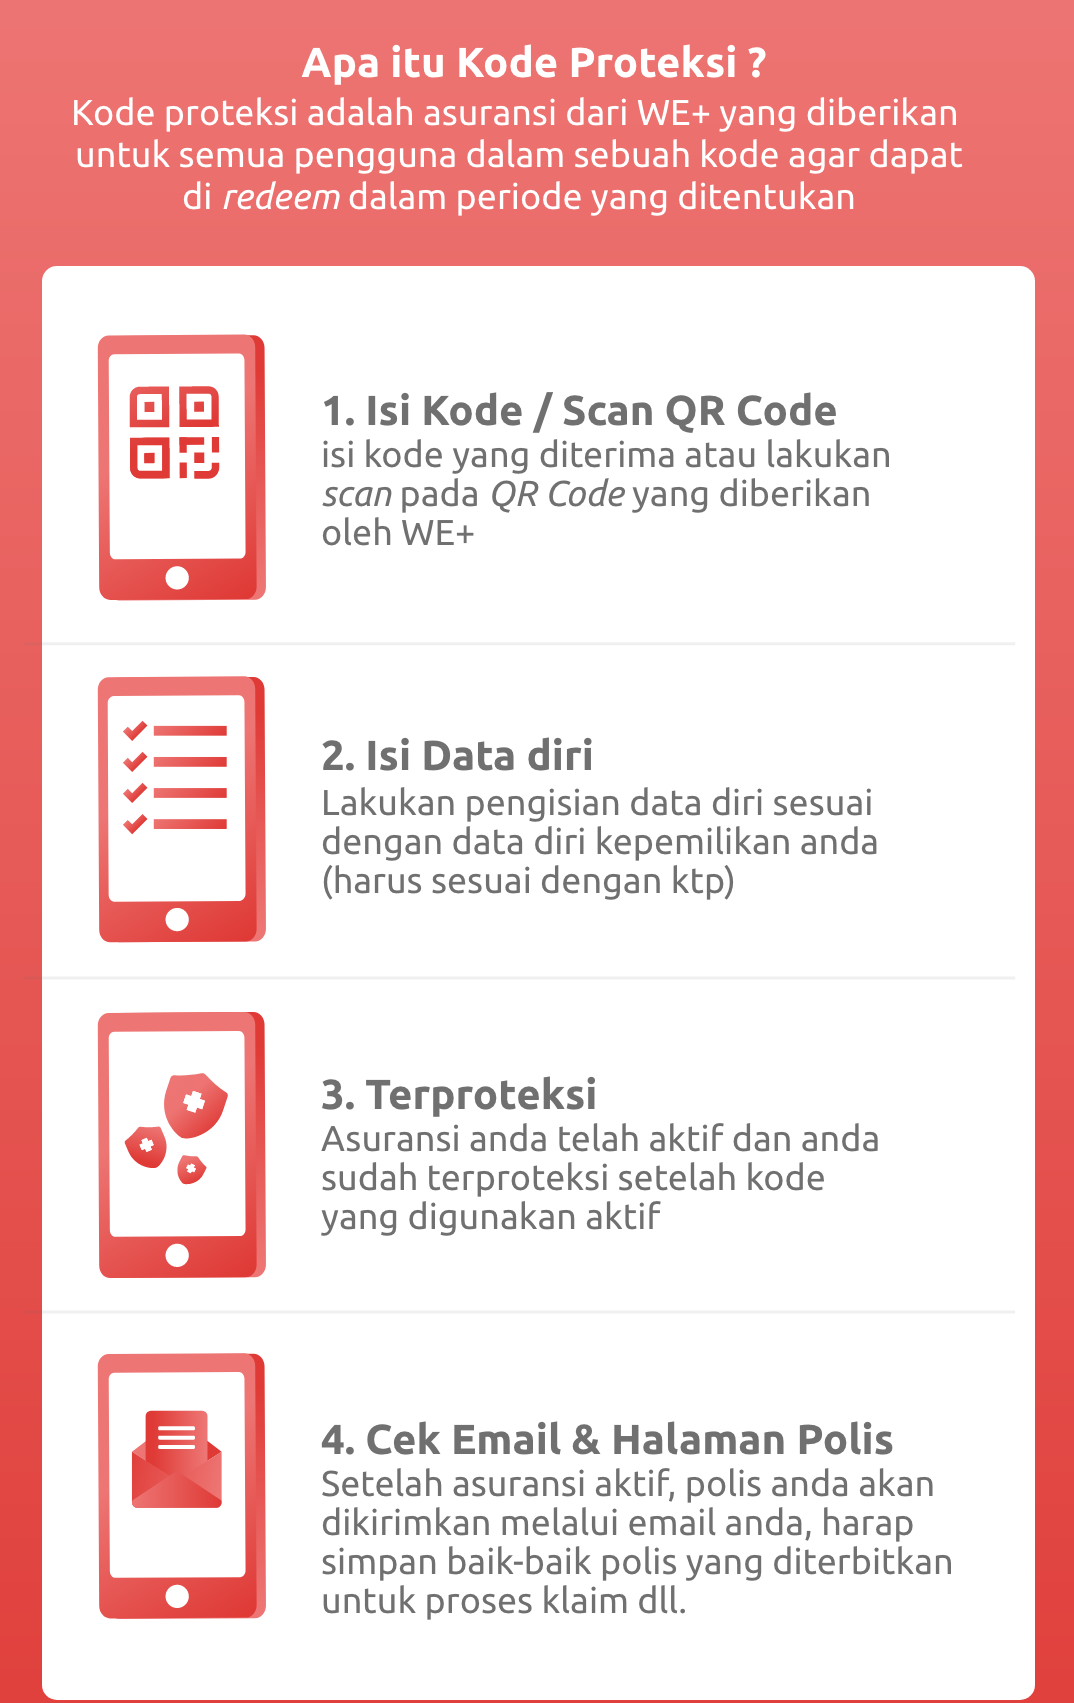 Apa itu Kode Proteksi ?
Kode proteksi adalah asuransi dari WE+ yang diberikan
untuk semua pengguna dalam sebuah kode agar dapat
di redeem dalam periode yang ditentukan
1. Isi Kode / Scan QR Code
isi kode yang diterima atau lakukan
scan pada QR Code yang diberikan
oleh WE+
2. Isi Data diri
Lakukan pengisian data diri sesuai
dengan data diri kepemilikan anda
(harus sesuai dengan ktp)
3. Terproteksi
Asuransi anda telah aktif dan anda
sudah terproteksi setelah kode
yang digunakan aktif
4. Cek Email & Halaman Polis
Setelah asuransi aktif, polis anda akan
dikirimkan melalui email anda, harap
simpan baik-baik polis yang diterbitkan
untuk proses klaim dll.